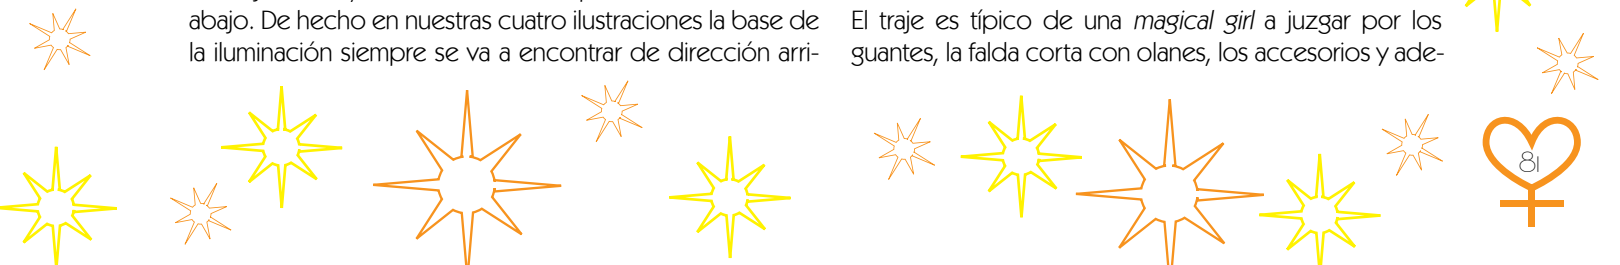 abajo. De hecho en nuestras cuatro ilustraciones la base de
la iluminación siempre se va a encontrar de dirección arri-
El traje es típico de una magical girl a juzgar por los
guantes, la falda corta con olanes, los accesorios y ade-
81